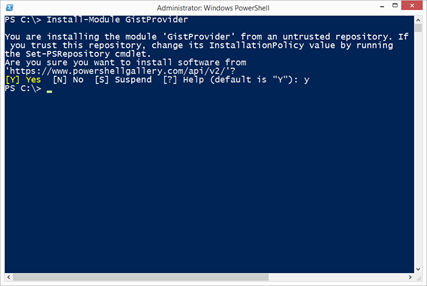 Administrator: Windows PowerShell
PS C:\> Install-Module GistProvider
You are installing the module 'GistProvider' from an untrusted repository. If
you trust this repository, change its InstallationPolicy value by running
the Set-PSRepository cmdlet.
Are you sure you want to install software from
'https://www.powershellgallery.com/api/v2/'?
[Y] Yes  [N] No  [S] Suspend  [?] Help (default is "Y"): y
PS C:\>